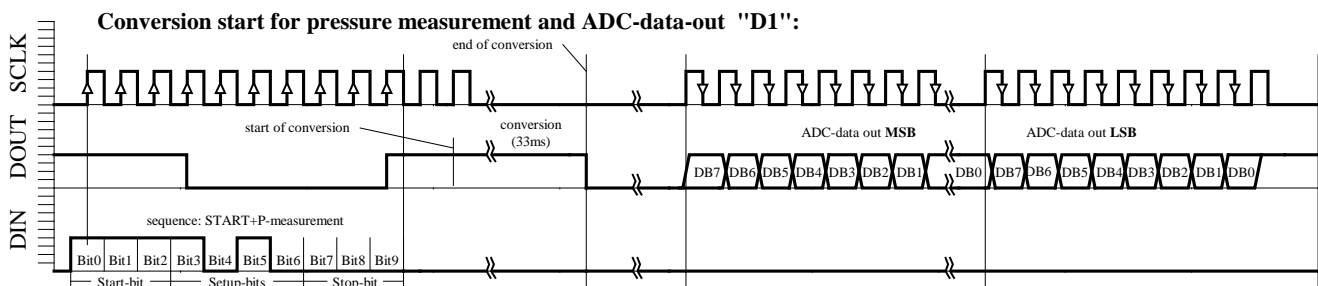 Conversion start for pressure measurement and ADC-data-out "D1":
SCLK
end of conversion
DOUT
start of conversion
conversion
(33ms)
ADC-data out MSB
ADC-data out LSB
DB7 DB6 DB5 DB4 DB3 DB2 DB1 DB0 DB7 DB6 DB5 DB4 DB3 DB2 DB1 DB0
DIN
sequence: START+P-measurement
Bit0 Bit1 Bit2 Bit3 Bit4 Bit5 Bit6 Bit7 Bit8 Bit9
Start-bit Setup-bits Stop-bit